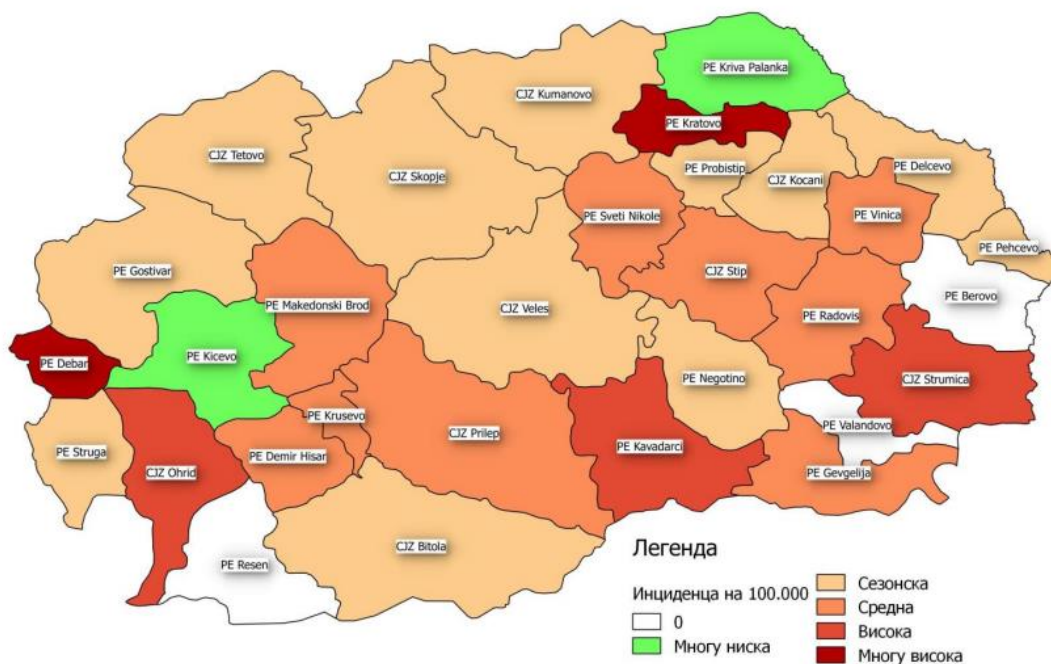 PE Kriva Palanka
CJZ Kumanovo
PE Kratovo
CJZ Tetovo
CJZ Skopje
PE Probistip
PE Delcevo
CJZ Kocani
PE Sveti Nikole
PE Vinica
PE Pehcevo
PE Gostivar
CJZ Stip
PE Berovo
PE Makedonski Brod
CJZ Veles
PE Radovis
PE Debar
PE Kicevo
PE Negotino
CJZ Strumica
PE Krusevo
PE Valandovo
CJZ Prilep
PE Struga
PE Demir Hisar
PE Kavadarci
CJZ Ohrid
PE Gevgelija
CJZ Bitola
PE Resen
Легенда
Инциденца на 100.000
0
Многу ниска
Сезонска
Средна
Висока
Многу висока